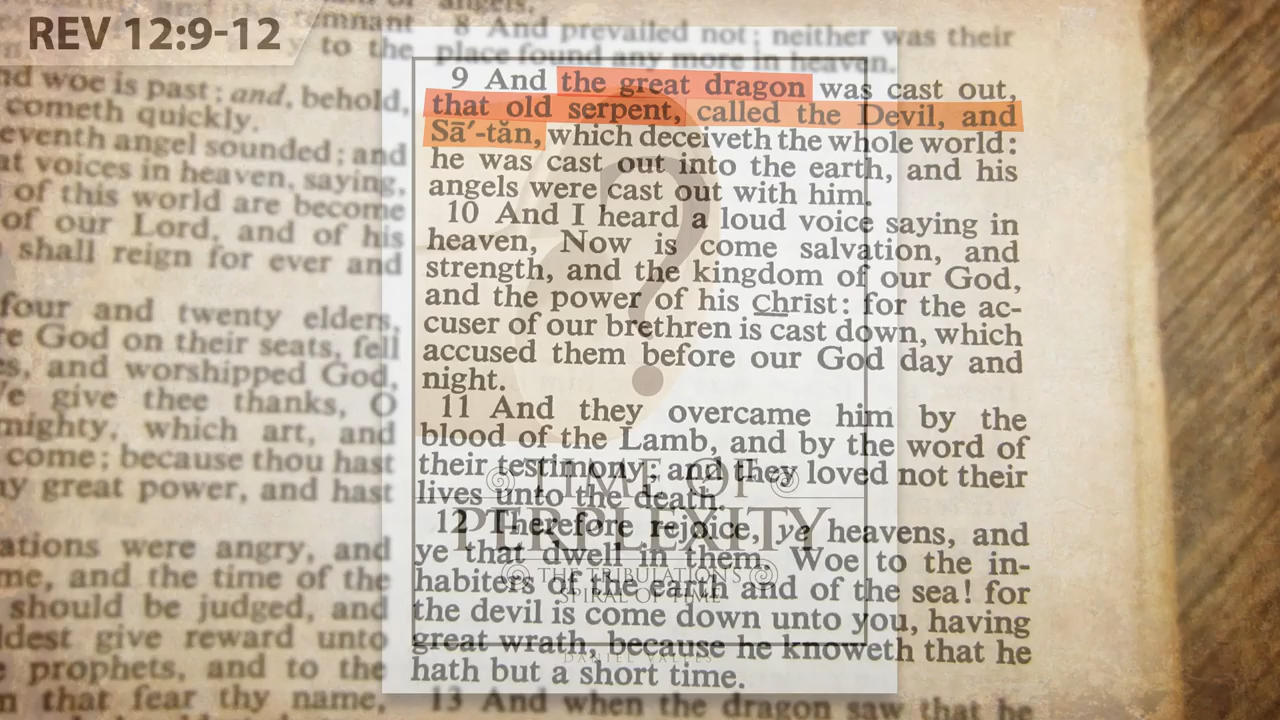 REV 12:9-12
remnant
to the
nd woe is past; and, behold,
cometh quickly.
eventh angel sounded; and
at voices in heaven, saying,
of this world are become
of our Lord, and of his
shall reign for ever and
four and twenty elders,
re God on their seats, fell
es, and worshipped God,
e give thee thanks, O
mighty, which art, and
come; because thou hast
y great power, and hast
ations were angry, and
me, and the time of the
should be judged, and
ldest give reward unto
e prophets, and to the
n that fear thy name,
angels.
8 And prevailed not; neither was their
place found any more in heaven.
9 And the great dragon was cast out,
that old serpent, called the Devil, and
Sā′-tăn, which deceiveth the whole world:
he was cast out into the earth, and his
angels were cast out with him.
10 And I heard a loud voice saying in
heaven, Now is come salvation, and
strength, and the kingdom of our God,
and the power of his Christ: for the ac-
cuser of our brethren is cast down, which
accused them before our God day and
night.
11 And they overcame him by the
blood of the Lamb, and by the word of
their testimony; and they loved not their
lives unto the death.
12 Therefore rejoice, ye heavens, and
ye that dwell in them. Woe to the in-
habiters of the earth and of the sea! for
the devil is come down unto you, having
great wrath, because he knoweth that he
hath but a short time.
13 And when the dragon saw that he
?
TIME OF
PERPLEXITY
THE TRIBULATION'S
SPIRAL OF TIME
DANIEL VALLES